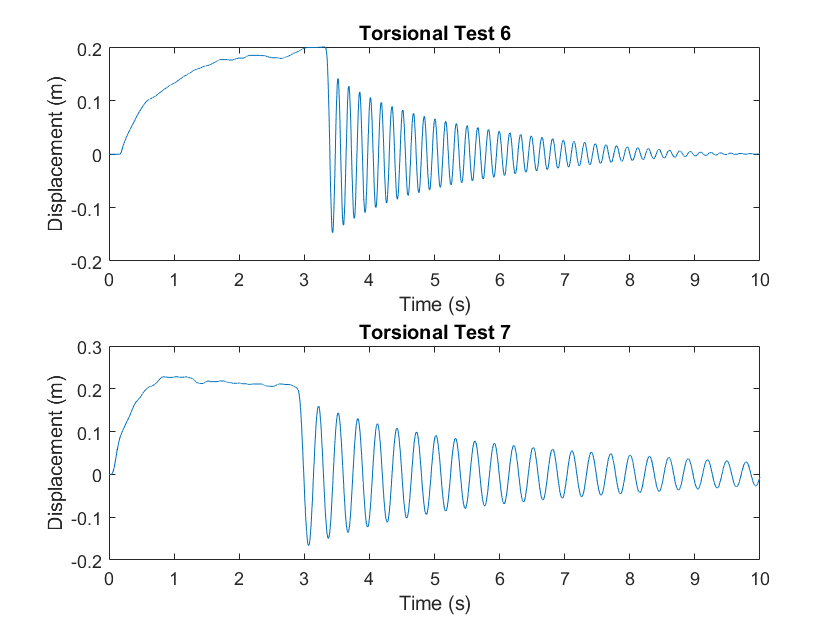 Torsional Test 6
Displacement (m)
0.2
0.1
0
-0.1
-0.2
0 1 2 3 4 5 6 7 8 9 10
Time (s)
Torsional Test 7
Displacement (m)
0.3
0.2
0.1
0
-0.1
-0.2
0 1 2 3 4 5 6 7 8 9 10
Time (s)